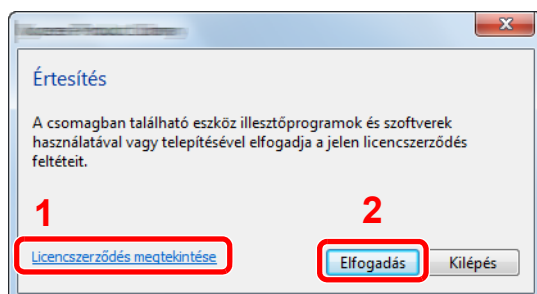 Értesítés
A csomagban található eszköz illesztőprogramok és szoftverek
használatával vagy telepítésével elfogadja a jelen licencszerződés
feltéteit.
1
2
Licencszerződés megtekintése
Elfogadás Kilépés